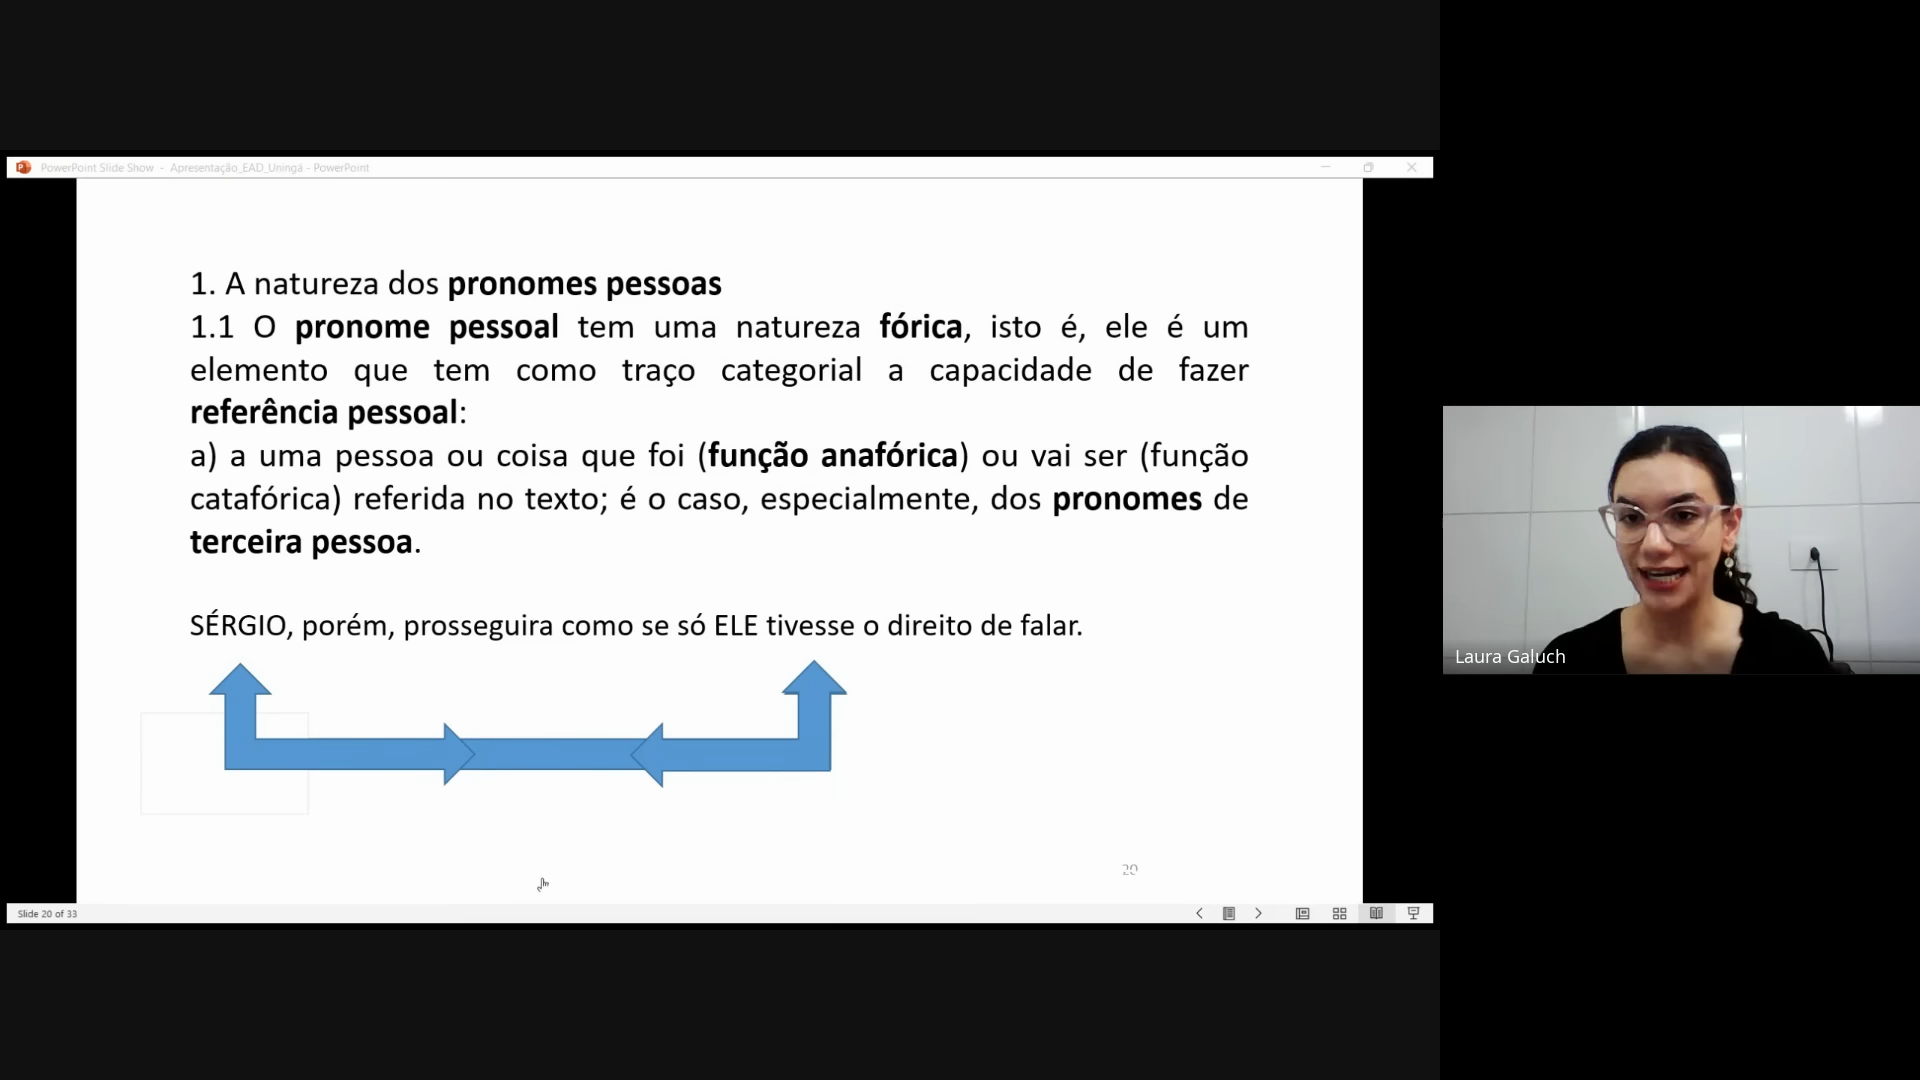 PowerPoint Slide Show - Apresentação_EAD_Uningá - PowerPoint
1. A natureza dos pronomes pessoas
1.1 O pronome pessoal tem uma natureza fórica, isto é, ele é um
elemento que tem como traço categorial a capacidade de fazer
referência pessoal:
a) a uma pessoa ou coisa que foi (função anafórica) ou vai ser (função
catafórica) referida no texto; é o caso, especialmente, dos pronomes de
terceira pessoa.
SÉRGIO, porém, prosseguira como se só ELE tivesse o direito de falar.
Laura Galuch
20
Slide 20 of 33